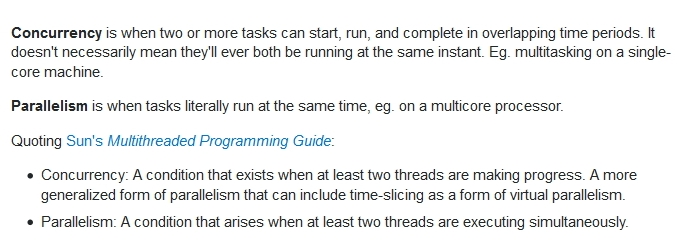 Concurrency is when two or more tasks can start, run, and complete in overlapping time periods. It
doesn't necessarily mean they'll ever both be running at the same instant. Eg. multitasking on a single-
core machine.
Parallelism is when tasks literally run at the same time, eg. on a multicore processor.
Quoting Sun's Multithreaded Programming Guide:
• Concurrency: A condition that exists when at least two threads are making progress. A more
generalized form of parallelism that can include time-slicing as a form of virtual parallelism.
• Parallelism: A condition that arises when at least two threads are executing simultaneously.